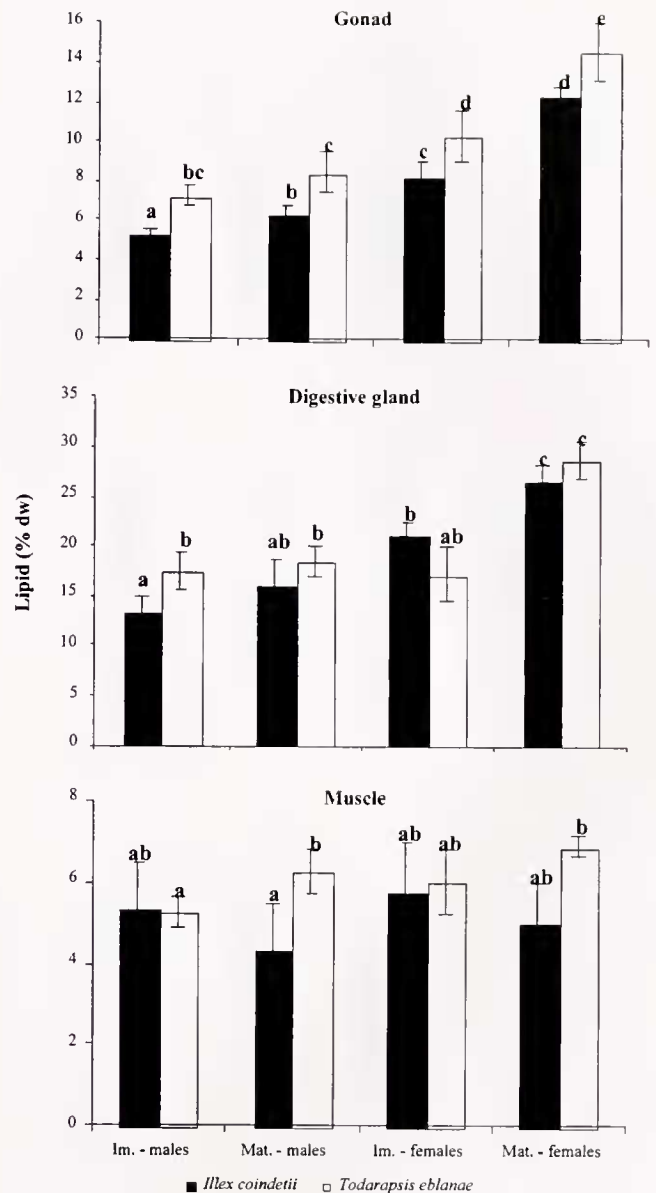 Gonad
16
14
12
10
8
6
4
2
0
a
bc
b
c
c
d
d
e
Digestive gland
35
30
25
20
15
10
5
0
a
b
ab
b
b
ab
c
c
Lipid (% dw)
Muscle
8
6
4
2
0
ab
a
a
b
ab
ab
ab
b
Im. - males Mat. - males Im. - females Mat. - females
Illex coindetii Todarapsis eblanae